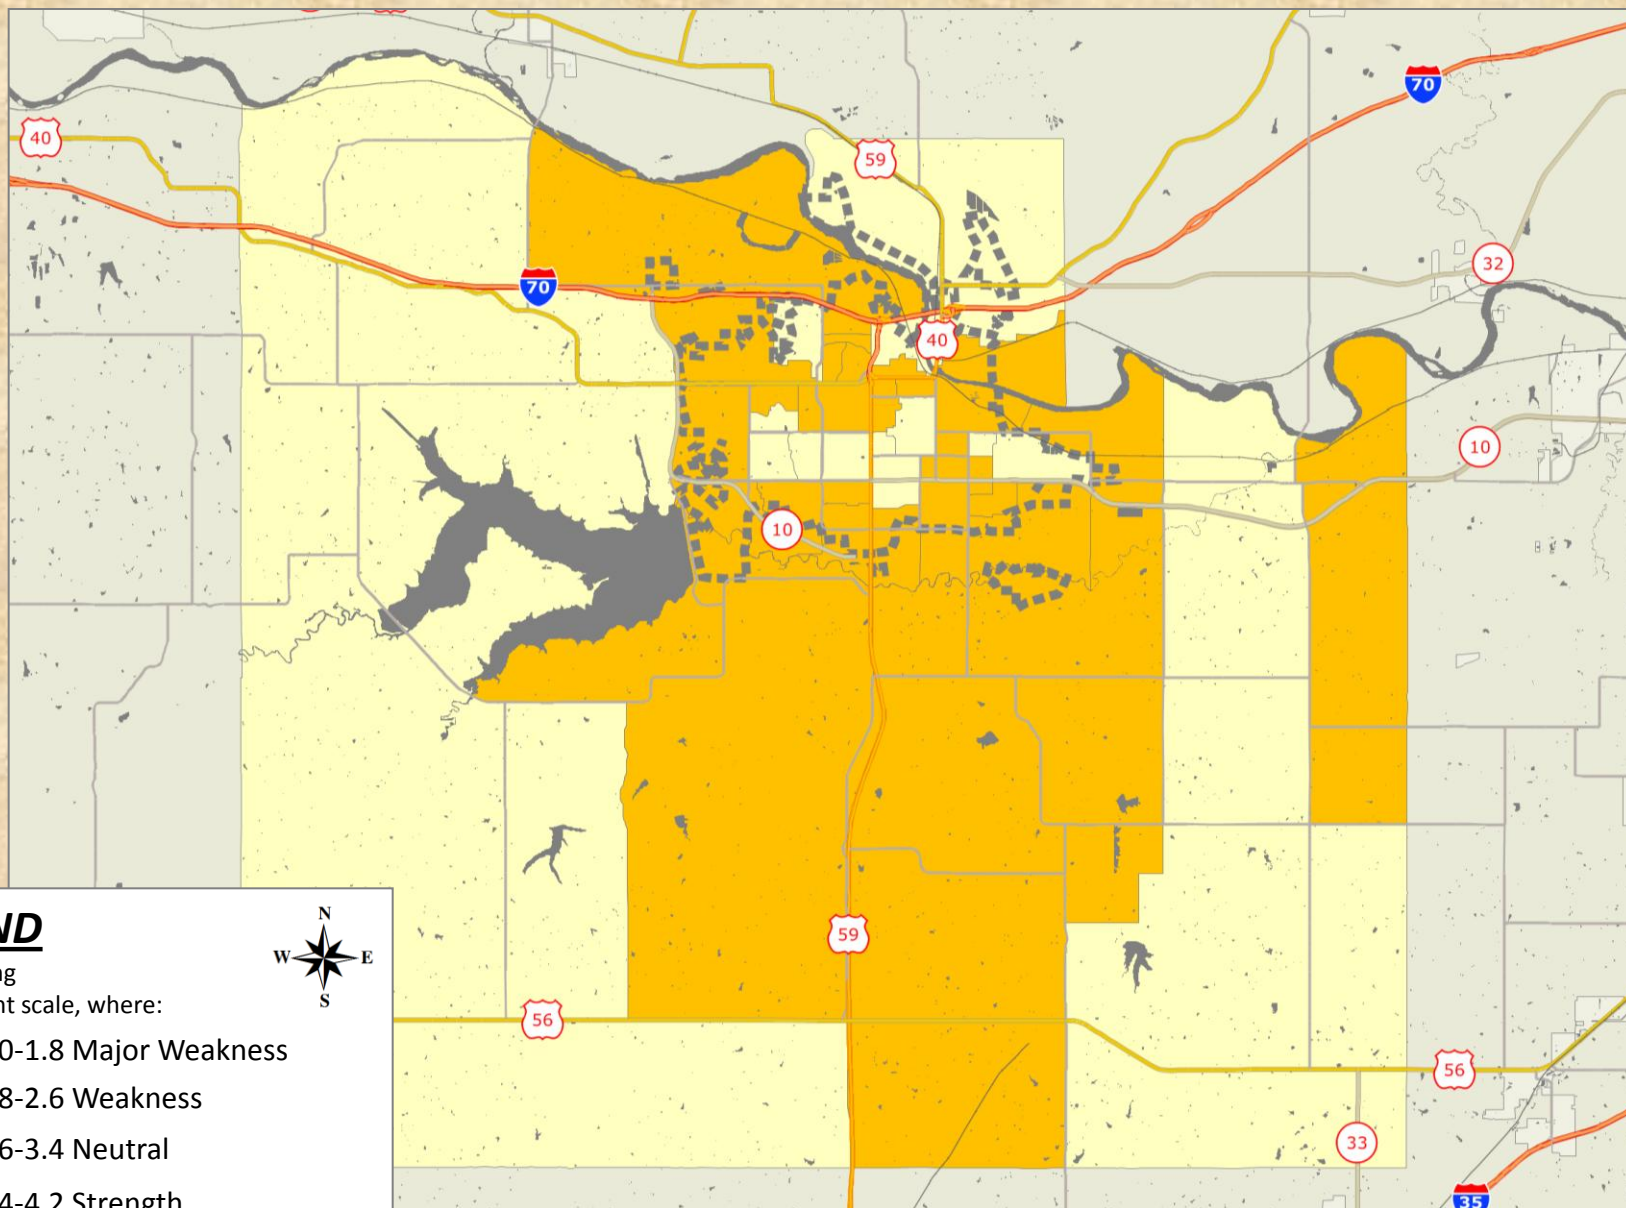 70
40
59
32
70
40
10
10
59
ND
N
W
E
S
ng
nt scale, where:
0-1.8 Major Weakness
8-2.6 Weakness
6-3.4 Neutral
4-4.2 Strength
56
56
33
35